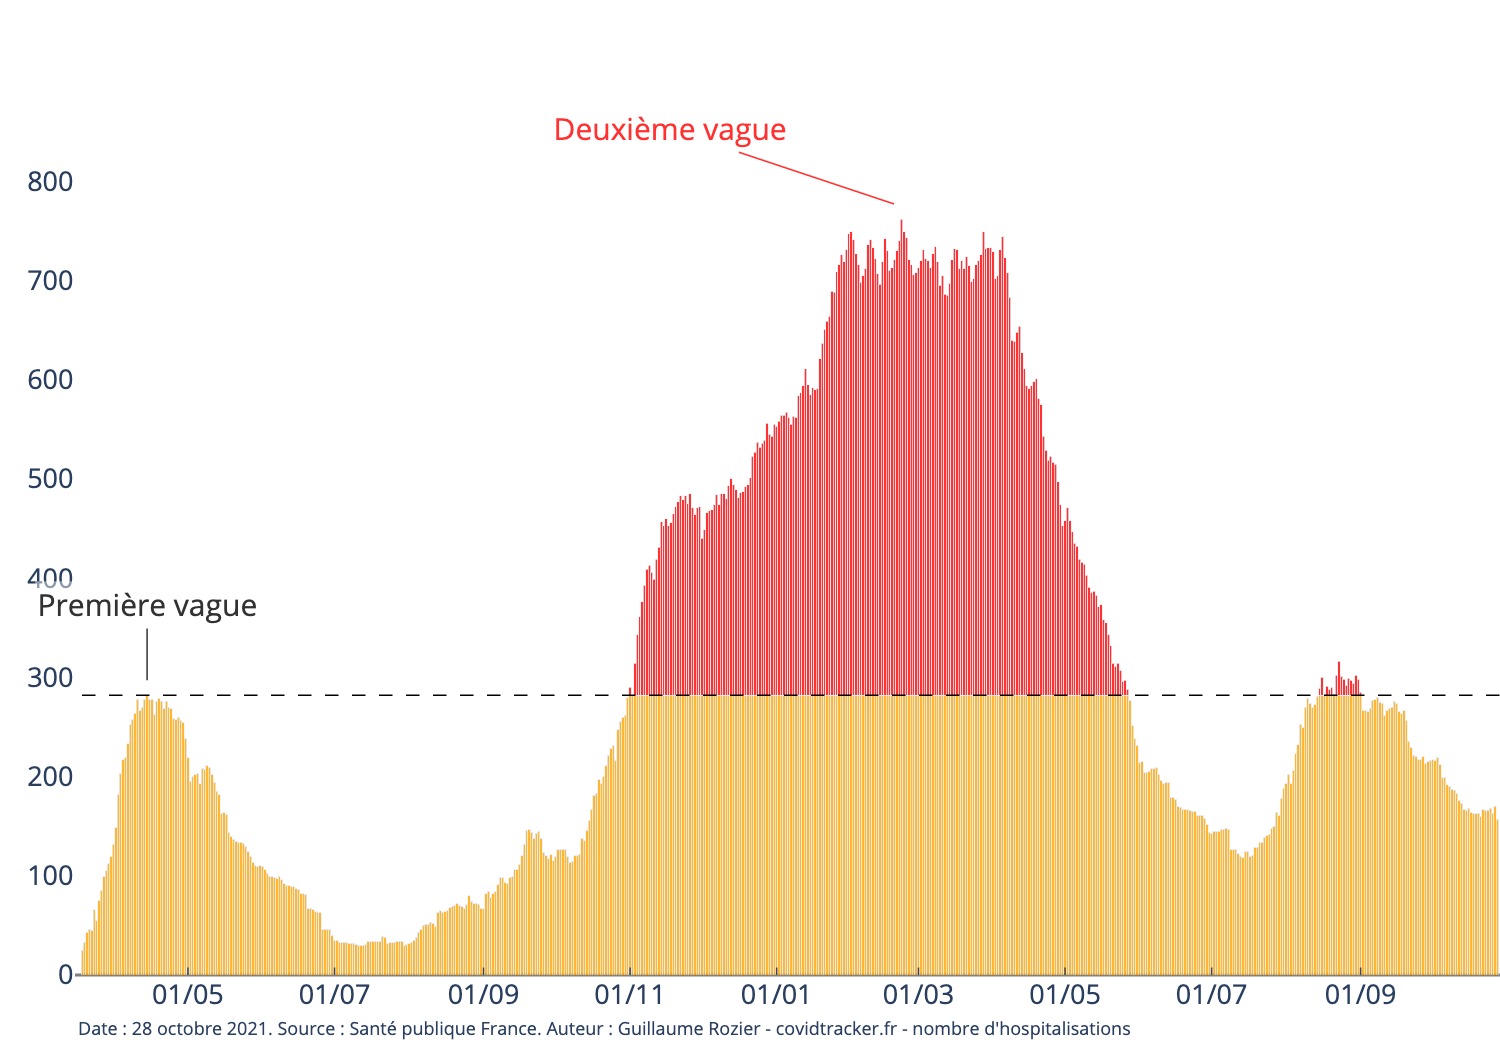 Deuxième vague
800
700
600
500
400
Première vague
300
200
100
0
01/05 01/07 01/09 01/11 01/01 01/03 01/05 01/07 01/09
Date : 28 octobre 2021. Source : Santé publique France. Auteur : Guillaume Rozier - covidtracker.fr - nombre d'hospitalisations